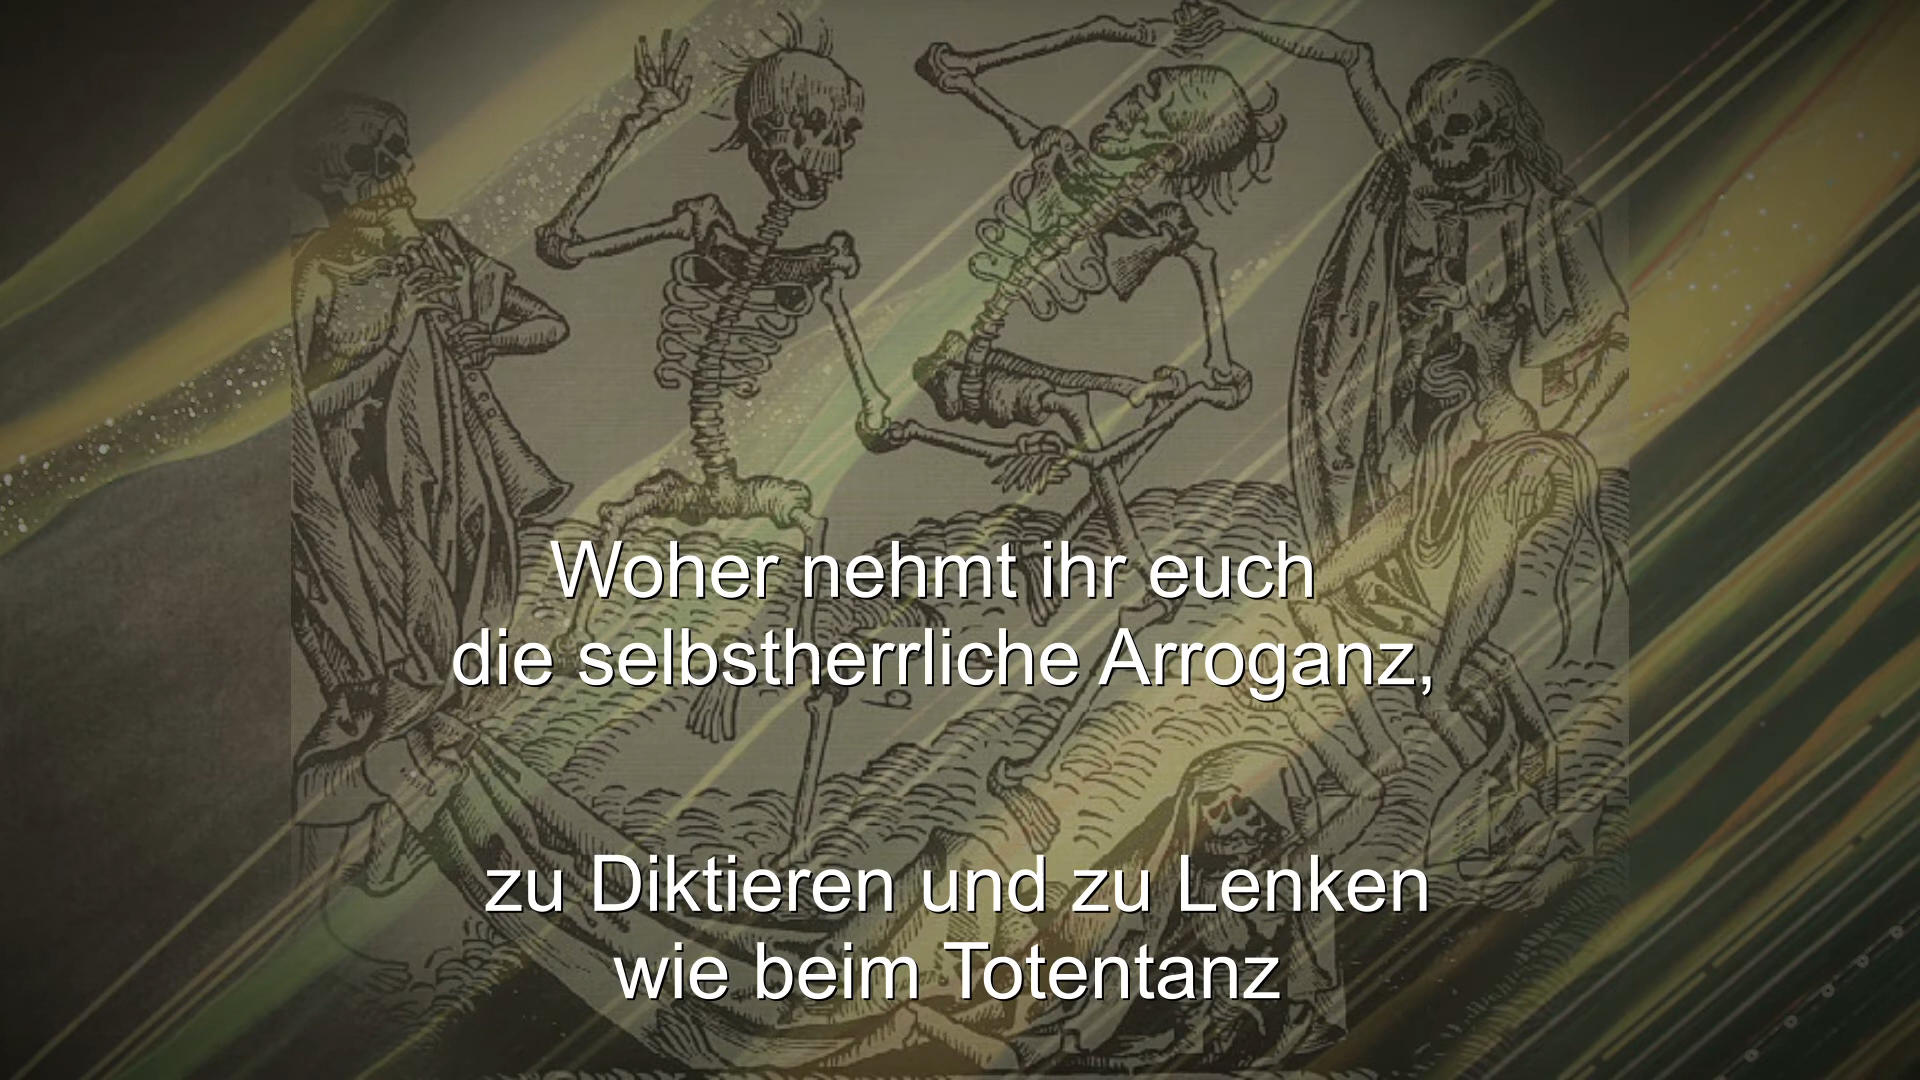 Woher nehmt ihr euch
die selbstherrliche Arroganz,
zu Diktieren und zu Lenken
wie beim Totentanz